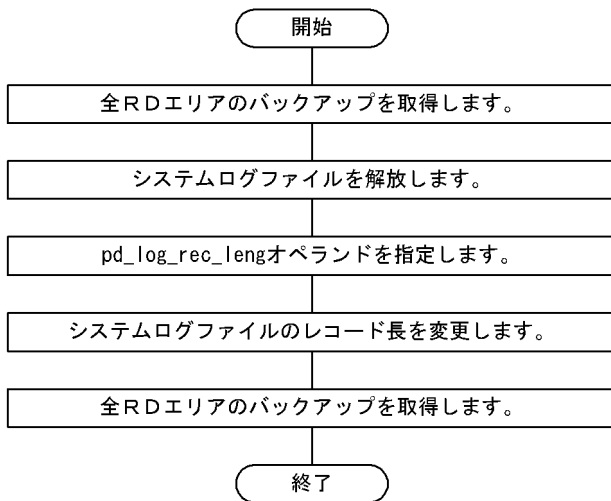 開始
全RDエリアのバックアップを取得します。
システムログファイルを解放します。
pd_log_rec_lengオペランドを指定します。
システムログファイルのレコード長を変更します。
全RDエリアのバックアップを取得します。
終了